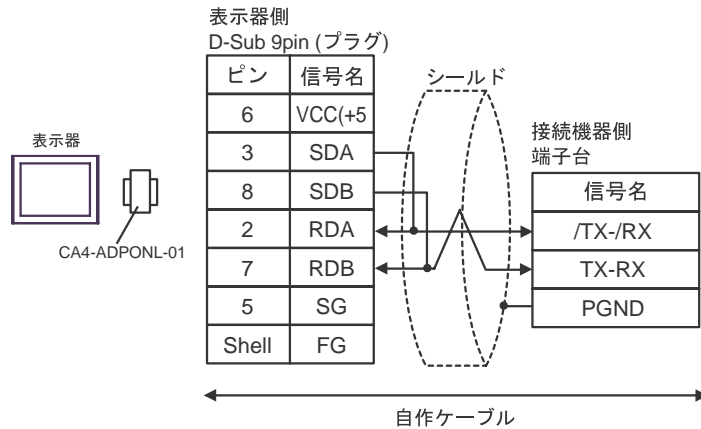 表示器側
D-Sub 9pin (プラグ)
ピン 信号名
6 VCC(+5
3 SDA
8 SDB
2 RDA
7 RDB
5 SG
Shell FG
シールド
接続機器側
端子台
信号名
/TX-/RX
TX-RX
PGND
表示器
CA4-ADPONL-01
自作ケーブル